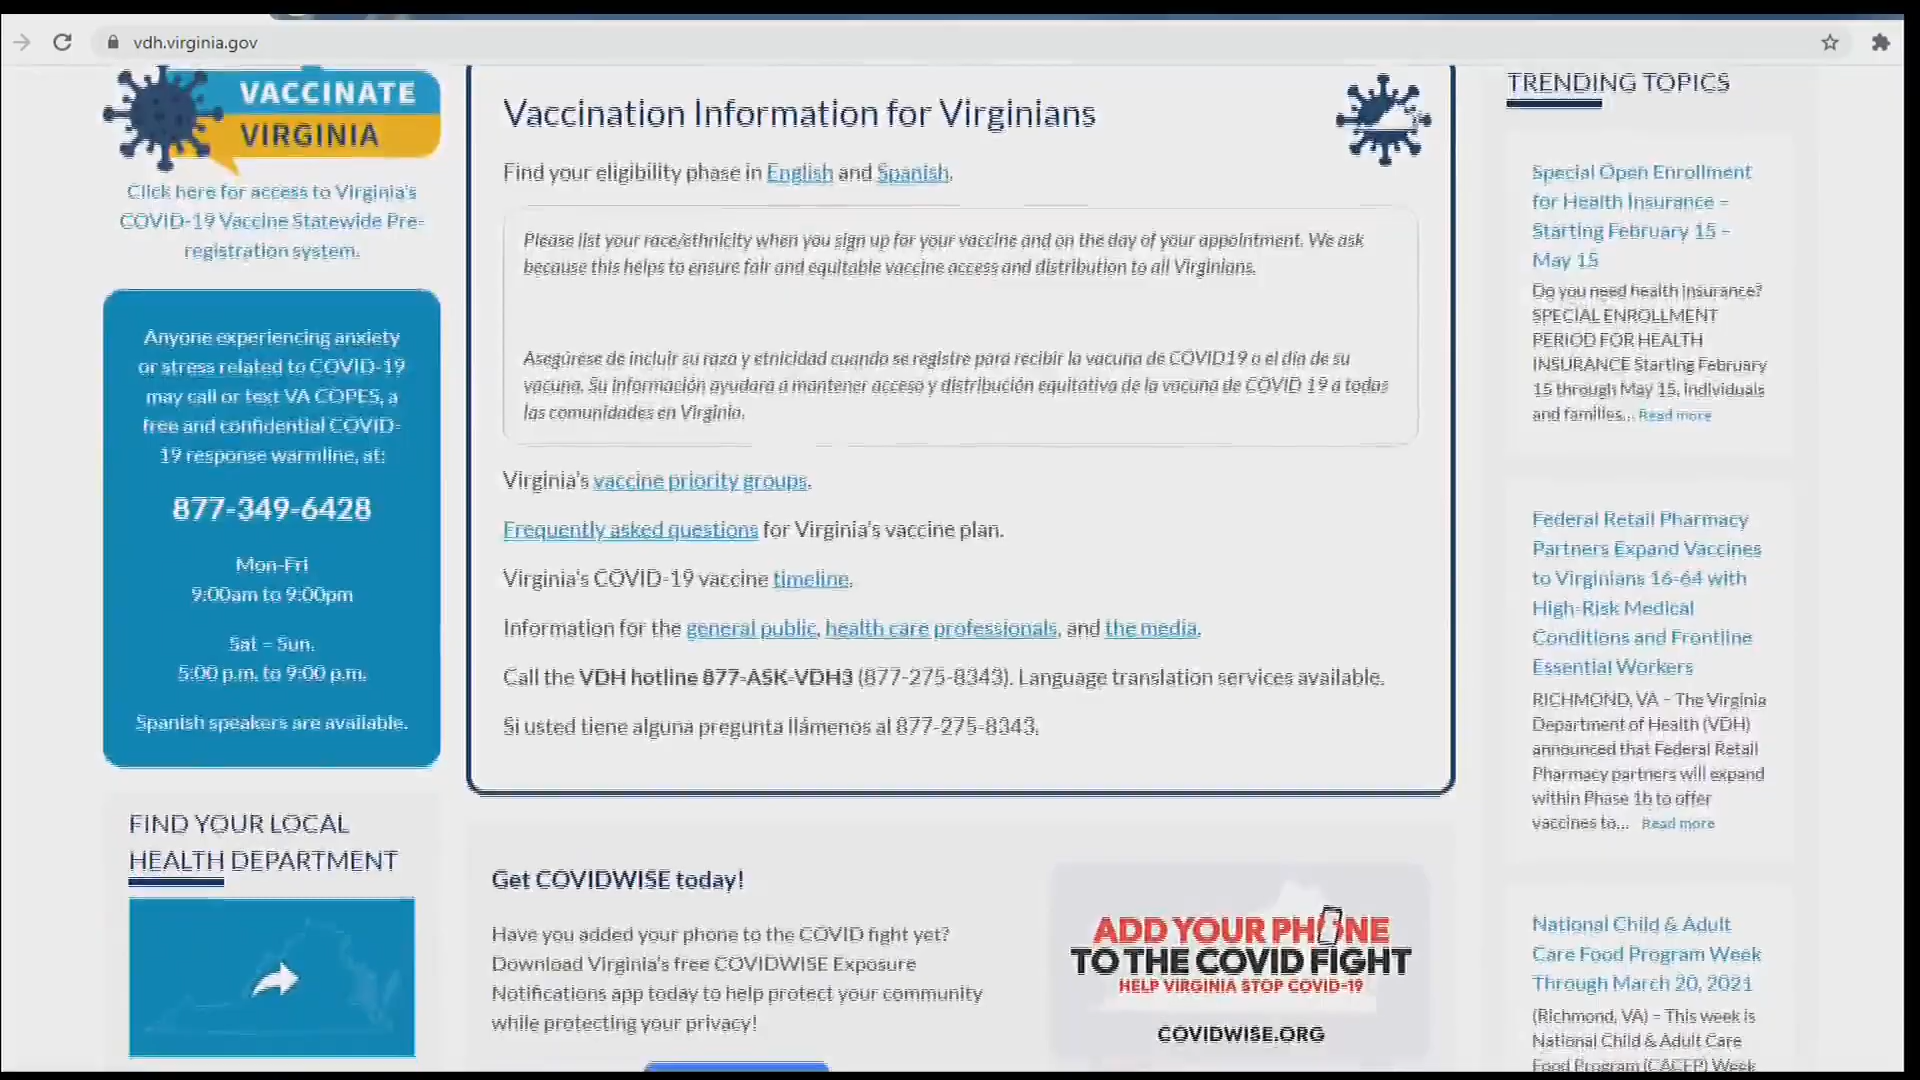 vdh.virginia.gov
VACCINATE
VIRGINIA
Click here for access to Virginia's
COVID-19 Vaccine Statewide Pre-
registration system.
Anyone experiencing anxiety
or stress related to COVID-19
may call or text VA COPES, a
free and confidential COVID-
19 response warmline, at:
877-349-6428
Mon-Fri
9:00am to 9:00pm
Sat – Sun.
5:00 p.m. to 9:00 p.m.
Spanish speakers are available.
FIND YOUR LOCAL
HEALTH DEPARTMENT
Vaccination Information for Virginians
Find your eligibility phase in English and Spanish.
Please list your race/ethnicity when you sign up for your vaccine and on the day of your appointment. We ask
because this helps to ensure fair and equitable vaccine access and distribution to all Virginians.
Asegúrese de incluir su raza y etnicidad cuando se registre para recibir la vacuna de COVID19 o el día de su
vacuna. Su información ayudara a mantener acceso y distribución equitativa de la vacuna de COVID 19 a todas
las comunidades en Virginia.
Virginia's vaccine priority groups.
Frequently asked questions for Virginia's vaccine plan.
Virginia's COVID-19 vaccine timeline.
Information for the general public, health care professionals, and the media.
Call the VDH hotline 877-ASK-VDH3 (877-275-8343). Language translation services available.
Si usted tiene alguna pregunta llámenos al 877-275-8343.
Get COVIDWISE today!
Have you added your phone to the COVID fight yet?
Download Virginia's free COVIDWISE Exposure
Notifications app today to help protect your community
while protecting your privacy!
ADD YOUR PHONE
TO THE COVID FIGHT
HELP VIRGINIA STOP COVID-19
COVIDWISE.ORG
TRENDING TOPICS
Special Open Enrollment
for Health Insurance –
Starting February 15 –
May 15
Do you need health insurance?
SPECIAL ENROLLMENT
PERIOD FOR HEALTH
INSURANCE Starting February
15 through May 15, individuals
and families... Read more
Federal Retail Pharmacy
Partners Expand Vaccines
to Virginians 16-64 with
High-Risk Medical
Conditions and Frontline
Essential Workers
RICHMOND, VA – The Virginia
Department of Health (VDH)
announced that Federal Retail
Pharmacy partners will expand
within Phase 1b to offer
vaccines to... Read more
National Child & Adult
Care Food Program Week
Through March 20, 2021
(Richmond, VA) – This week is
National Child & Adult Care
Food Program (CACFP) Week